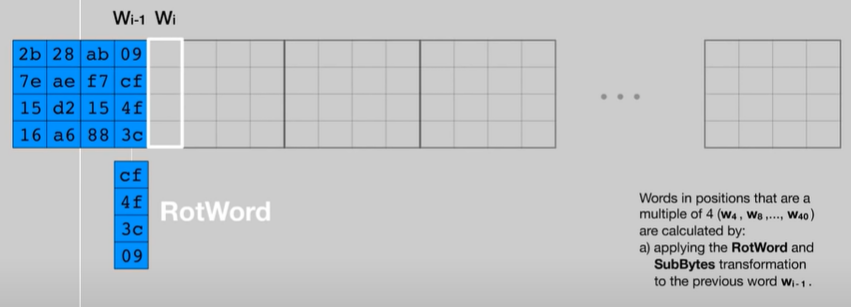 Wi-1 Wi
2b 28 ab 09
7e ae f7 cf
15 d2 15 4f
16 a6 88 3c
cf
4f
3c
09
RotWord
Words in positions that are a
multiple of 4 (w4 , w8 ,..., w40 )
are calculated by:
a) applying the RotWord and
SubBytes transformation
to the previous word wi-1 .